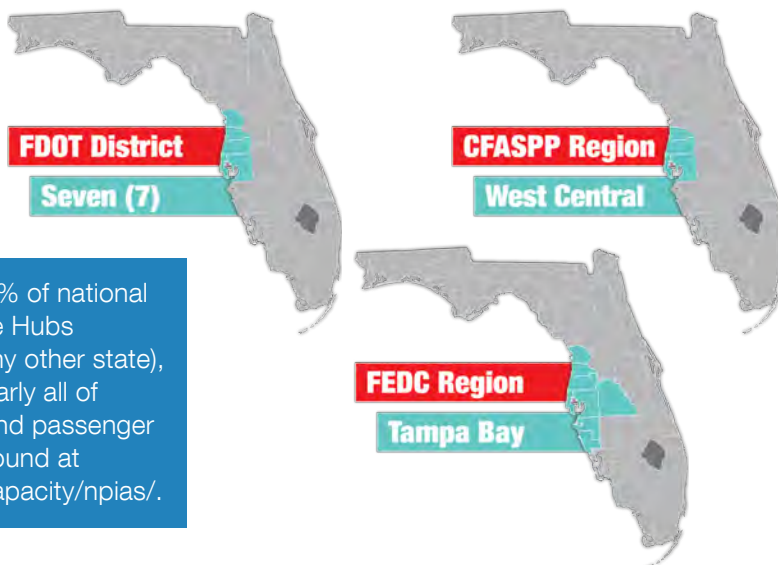 FDOT District
Seven (7)
CFASPP Region
West Central
FEDC Region
Tampa Bay
% of national
e Hubs
ny other state),
arly all of
nd passenger
ound at
apacity/npias/.